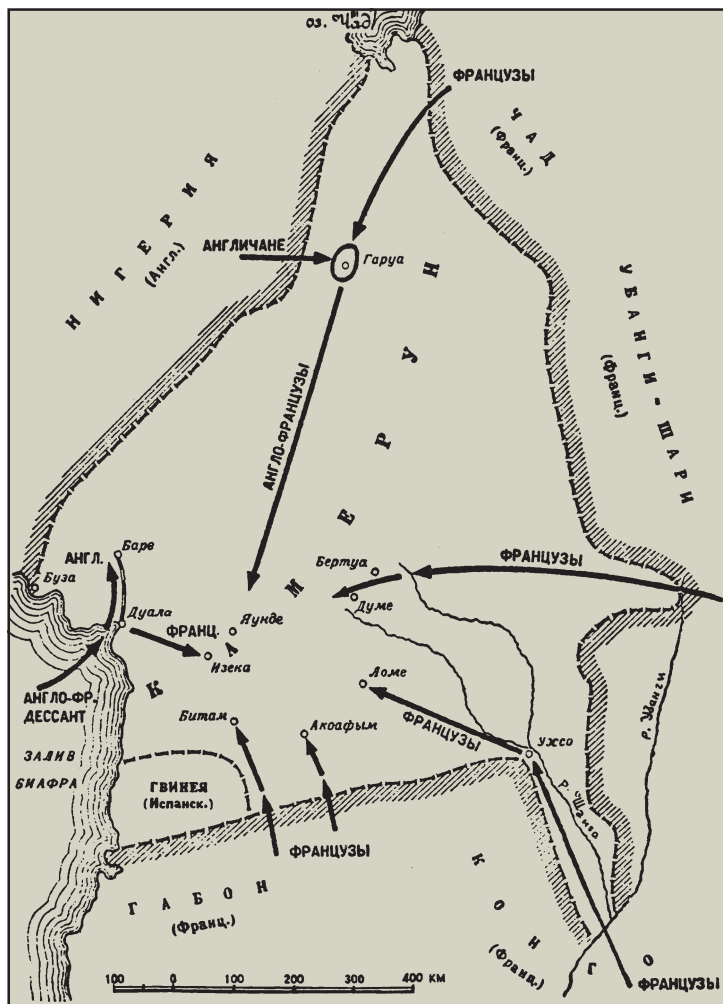 оз. Чад
ФРАНЦУЗЫ
ЧАД
(Франц.)
НИГЕРИЯ
(Англ.)
АНГЛИЧАНЕ
Гаруа
УБАНГИ-ШАРИ
(Франц.)
АНГЛО-ФРАНЦУЗЫ
КАМЕРУН
Барв
АНГЛ.
Буза
Бертуа
ФРАНЦУЗЫ
Думе
Дуала
ФРАНЦ.
Яунде
Изека
АНГЛО-ФР.
ДЕССАНТ
Ломе
ФРАНЦУЗЫ
Битам
Акоафым
Ужсо
Р. Убанги
ЗАЛИВ
БИАФРА
ГВИНЕЯ
(Испанск.)
Р. Шанга
ФРАНЦУЗЫ
ГАБОН
(Франц.)
КОНГО
(Франц.)
ФРАНЦУЗЫ
100 0 100 200 300 400 КМ